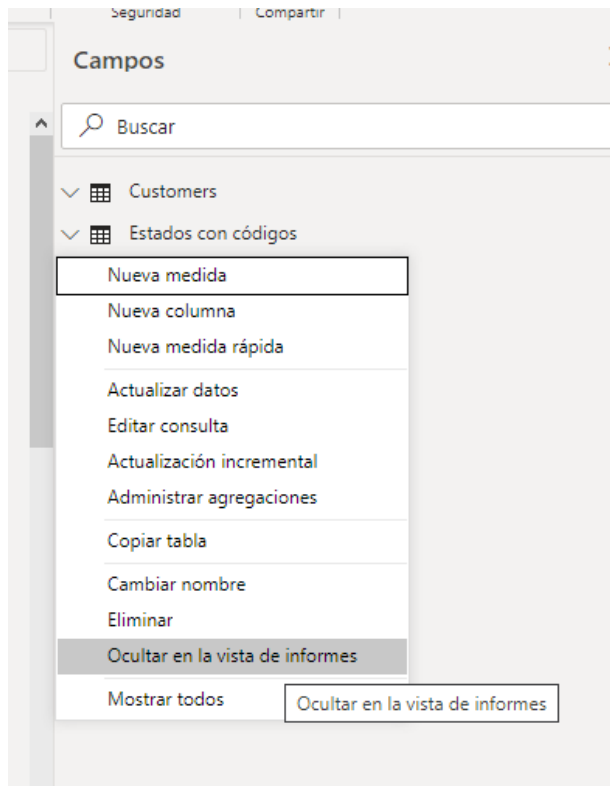 Seguridad
Compartir
Campos
Buscar
Customers
Estados con códigos
Nueva medida
Nueva columna
Nueva medida rápida
Actualizar datos
Editar consulta
Actualización incremental
Administrar agregaciones
Copiar tabla
Cambiar nombre
Eliminar
Ocultar en la vista de informes
Mostrar todos
Ocultar en la vista de informes